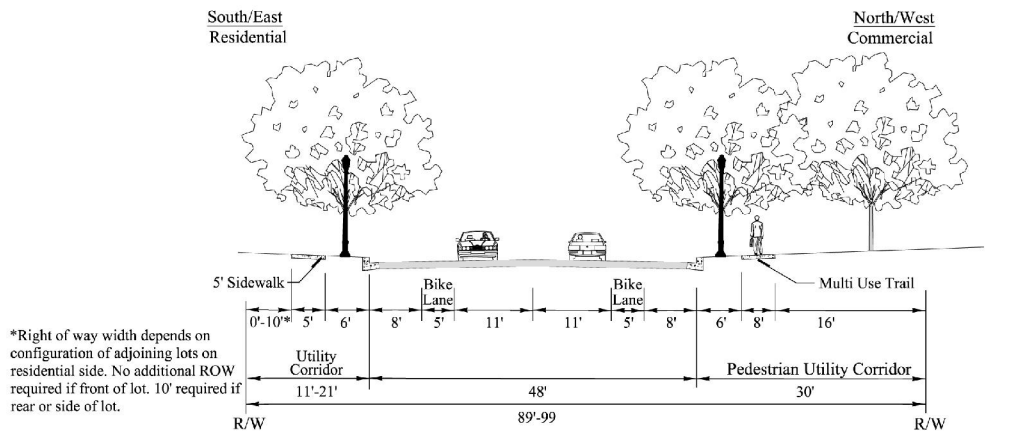 South/East
Residential
North/West
Commercial
5' Sidewalk
Multi Use Trail
Bike
Lane
Bike
Lane
0'-10'* 5' 6' 8' 5' 11' 11' 5' 8' 6' 8' 16'
*Right of way width depends on
configuration of adjoining lots on
residential side. No additional ROW
required if front of lot. 10' required if
rear or side of lot.
Utility
Corridor
Pedestrian Utility Corridor
11'-21' 48' 30'
89'-99
R/W R/W